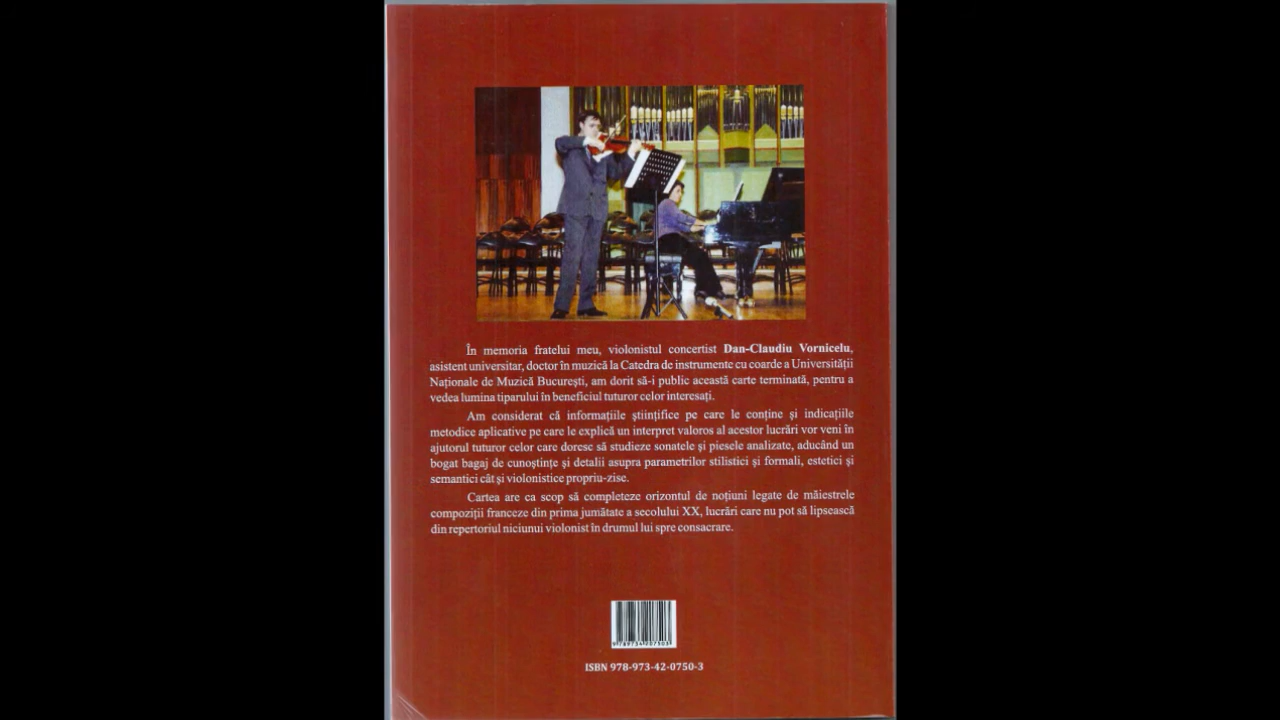 În memoria fratelui meu, violonistul concertist Dan-Claudiu Vornicelu,
asistent universitar, doctor în muzică la Catedra de instrumente cu coarde a Universității
Naționale de Muzică București, am dorit să-i public această carte terminată, pentru a
vedea lumina tiparului în beneficiul tuturor celor interesați.
Am considerat că informațiile științifice pe care le conține și indicațiile
metodice aplicative pe care le explică un interpret valoros al acestor lucrări vor veni în
ajutorul tuturor celor care doresc să studieze sonatele și piesele analizate, aducând un
bogat bagaj de cunoștințe și detalii asupra parametrilor stilistici și formali, estetici și
semantici cât și violonistice propriu-zise.
Cartea are ca scop să completeze orizontul de noțiuni legate de măiestrele
compoziții franceze din prima jumătate a secolului XX, lucrări care nu pot să lipsească
din repertoriul niciunui violonist în drumul lui spre consacrare.
9789734207503
ISBN 978-973-42-0750-3